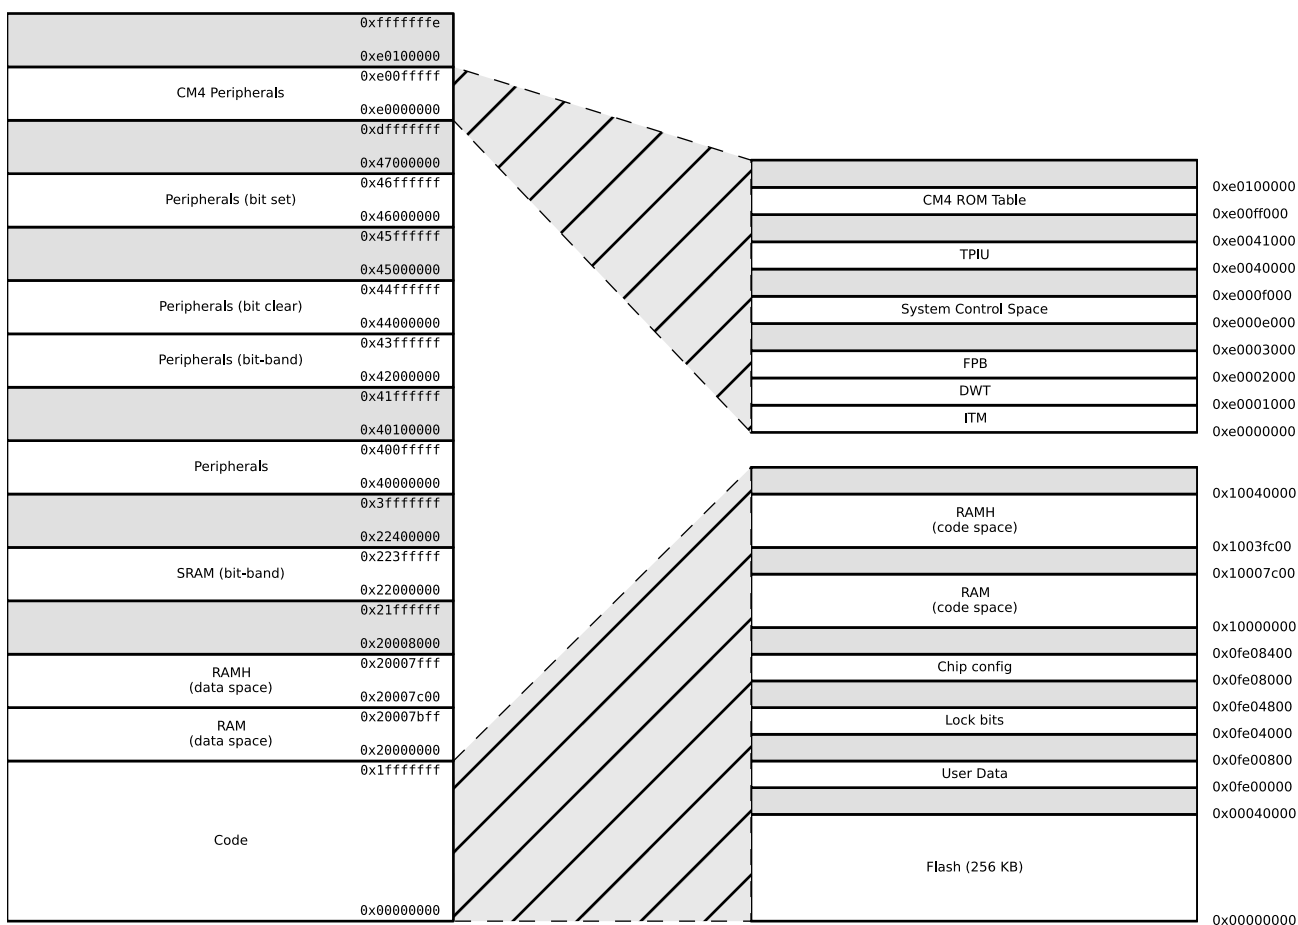 0xfffffffe
0xe0100000
0xe00fffff
CM4 Peripherals
0xe0000000
0xdfffffff
0x47000000
0x46ffffff
Peripherals (bit set)
0x46000000
0x45ffffff
0x45000000
0x44ffffff
Peripherals (bit clear)
0x44000000
0x43ffffff
Peripherals (bit-band)
0x42000000
0x41ffffff
0x40100000
0x400fffff
Peripherals
0x40000000
0x3fffffff
0x22400000
0x223fffff
SRAM (bit-band)
0x22000000
0x21ffffff
0x20008000
0x20007fff
RAMH
(data space)
0x20007c00
0x20007bff
RAM
(data space)
0x20000000
0x1fffffff
Code
0x00000000
0xe0100000
CM4 ROM Table
0xe00ff000
0xe0041000
TPIU
0xe0040000
0xe000f000
System Control Space
0xe000e000
0xe0003000
FPB
0xe0002000
DWT
0xe0001000
ITM
0xe0000000
0x10040000
RAMH
(code space)
0x1003fc00
0x10007c00
RAM
(code space)
0x10000000
0x0fe08400
Chip config
0x0fe08000
0x0fe04800
Lock bits
0x0fe04000
0x0fe00800
User Data
0x0fe00000
0x00040000
Flash (256 KB)
0x00000000